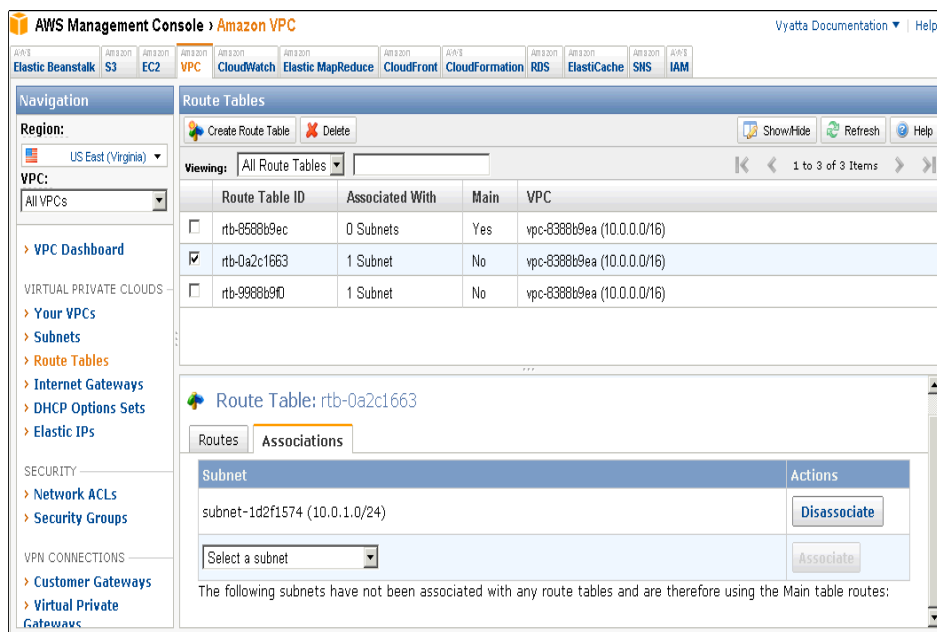 AWS Management Console › Amazon VPC
Vyatta Documentation ▼ | Help
AWS Elastic Beanstalk
Amazon S3
Amazon EC2
Amazon VPC
Amazon CloudWatch
Amazon Elastic MapReduce
Amazon CloudFront
AWS CloudFormation
Amazon RDS
Amazon ElastiCache
Amazon SNS
AWS IAM
Navigation
Region:
US East (Virginia)
VPC:
All VPCs
› VPC Dashboard
VIRTUAL PRIVATE CLOUDS
› Your VPCs
› Subnets
› Route Tables
› Internet Gateways
› DHCP Options Sets
› Elastic IPs
SECURITY
› Network ACLs
› Security Groups
VPN CONNECTIONS
› Customer Gateways
› Virtual Private
Gateways
Route Tables
Create Route Table Delete Show/Hide Refresh Help
Viewing: All Route Tables 1 to 3 of 3 Items
Route Table ID Associated With Main VPC
rtb-8588b9ec 0 Subnets Yes vpc-8388b9ea (10.0.0.0/16)
rtb-0a2c1663 1 Subnet No vpc-8388b9ea (10.0.0.0/16)
rtb-9988b9f0 1 Subnet No vpc-8388b9ea (10.0.0.0/16)
Route Table: rtb-0a2c1663
Routes Associations
Subnet Actions
subnet-1d2f1574 (10.0.1.0/24) Disassociate
Select a subnet Associate
The following subnets have not been associated with any route tables and are therefore using the Main table routes: